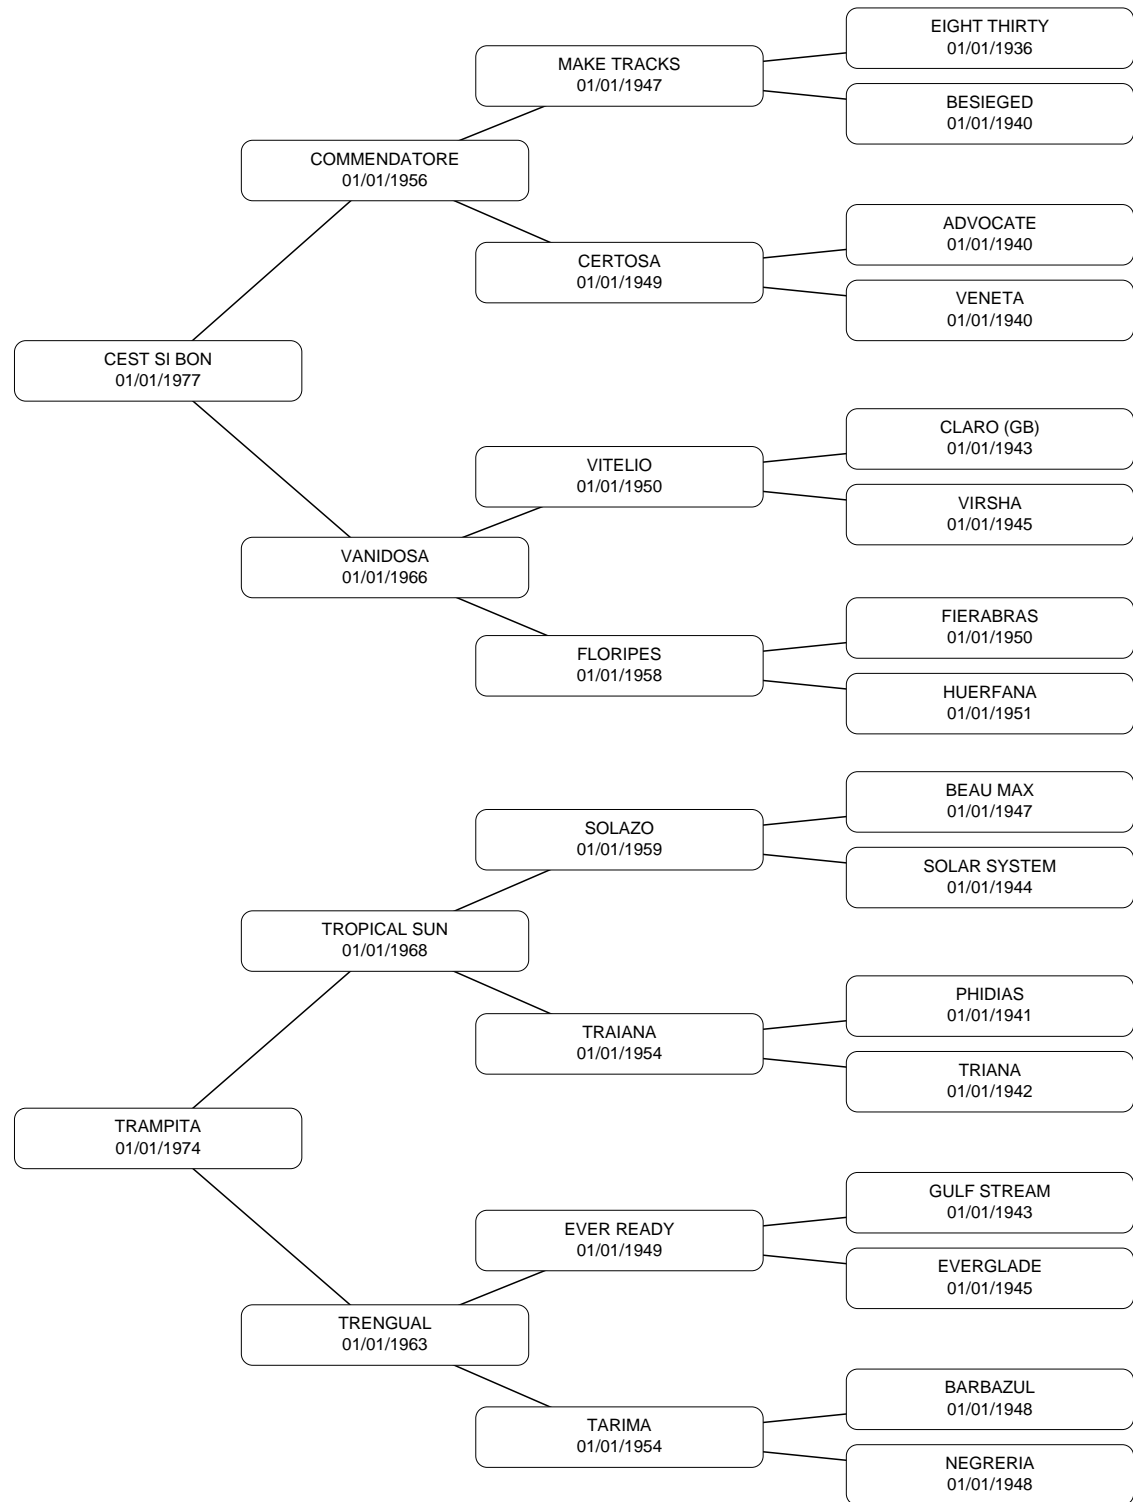 EIGHT THIRTY
01/01/1936
MAKE TRACKS
01/01/1947
BESIEGED
01/01/1940
COMMENDATORE
01/01/1956
ADVOCATE
01/01/1940
CERTOSA
01/01/1949
VENETA
01/01/1940
CEST SI BON
01/01/1977
CLARO (GB)
01/01/1943
VITELIO
01/01/1950
VIRSHA
01/01/1945
VANIDOSA
01/01/1966
FIERABRAS
01/01/1950
FLORIPES
01/01/1958
HUERFANA
01/01/1951
BEAU MAX
01/01/1947
SOLAZO
01/01/1959
SOLAR SYSTEM
01/01/1944
TROPICAL SUN
01/01/1968
PHIDIAS
01/01/1941
TRAIANA
01/01/1954
TRIANA
01/01/1942
TRAMPITA
01/01/1974
GULF STREAM
01/01/1943
EVER READY
01/01/1949
EVERGLADE
01/01/1945
TRENGUAL
01/01/1963
BARBAZUL
01/01/1948
TARIMA
01/01/1954
NEGRERIA
01/01/1948